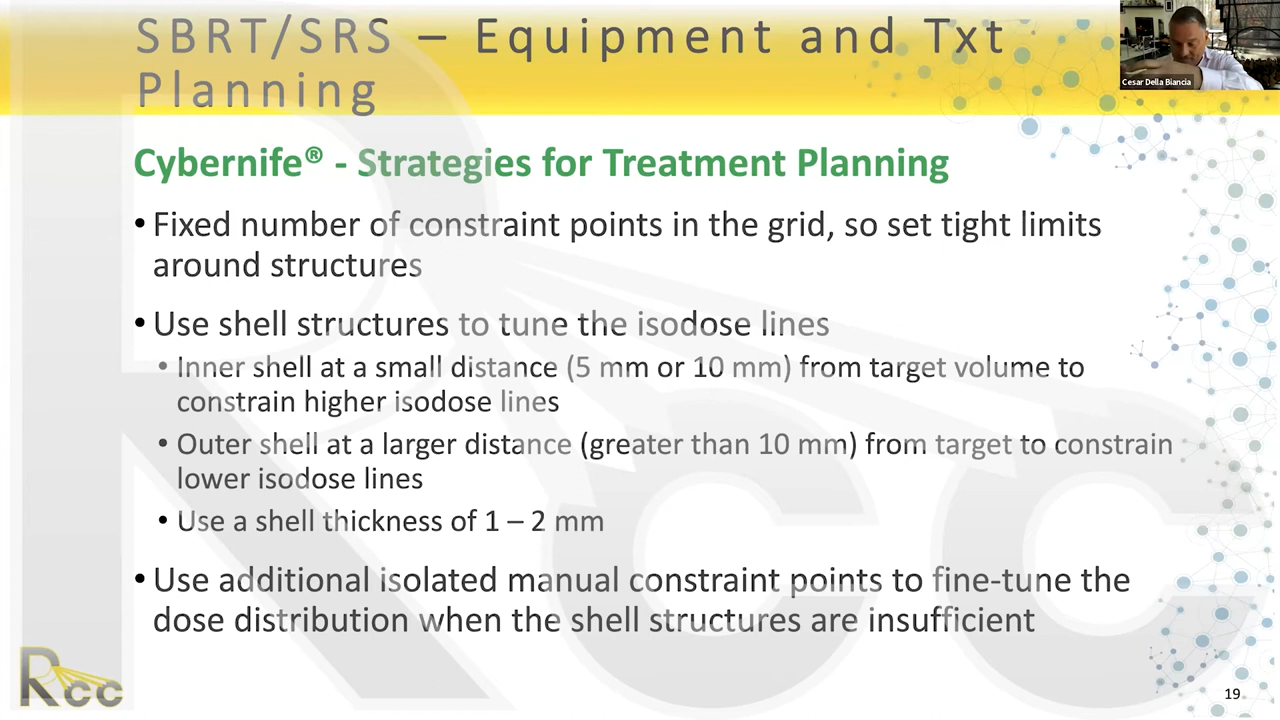 SBRT/SRS – Equipment and Txt
Planning
Cesar Della Biancia
Cybernife® - Strategies for Treatment Planning
• Fixed number of constraint points in the grid, so set tight limits
around structures
• Use shell structures to tune the isodose lines
• Inner shell at a small distance (5 mm or 10 mm) from target volume to
constrain higher isodose lines
• Outer shell at a larger distance (greater than 10 mm) from target to constrain
lower isodose lines
• Use a shell thickness of 1 – 2 mm
• Use additional isolated manual constraint points to fine-tune the
dose distribution when the shell structures are insufficient
Rcc
19